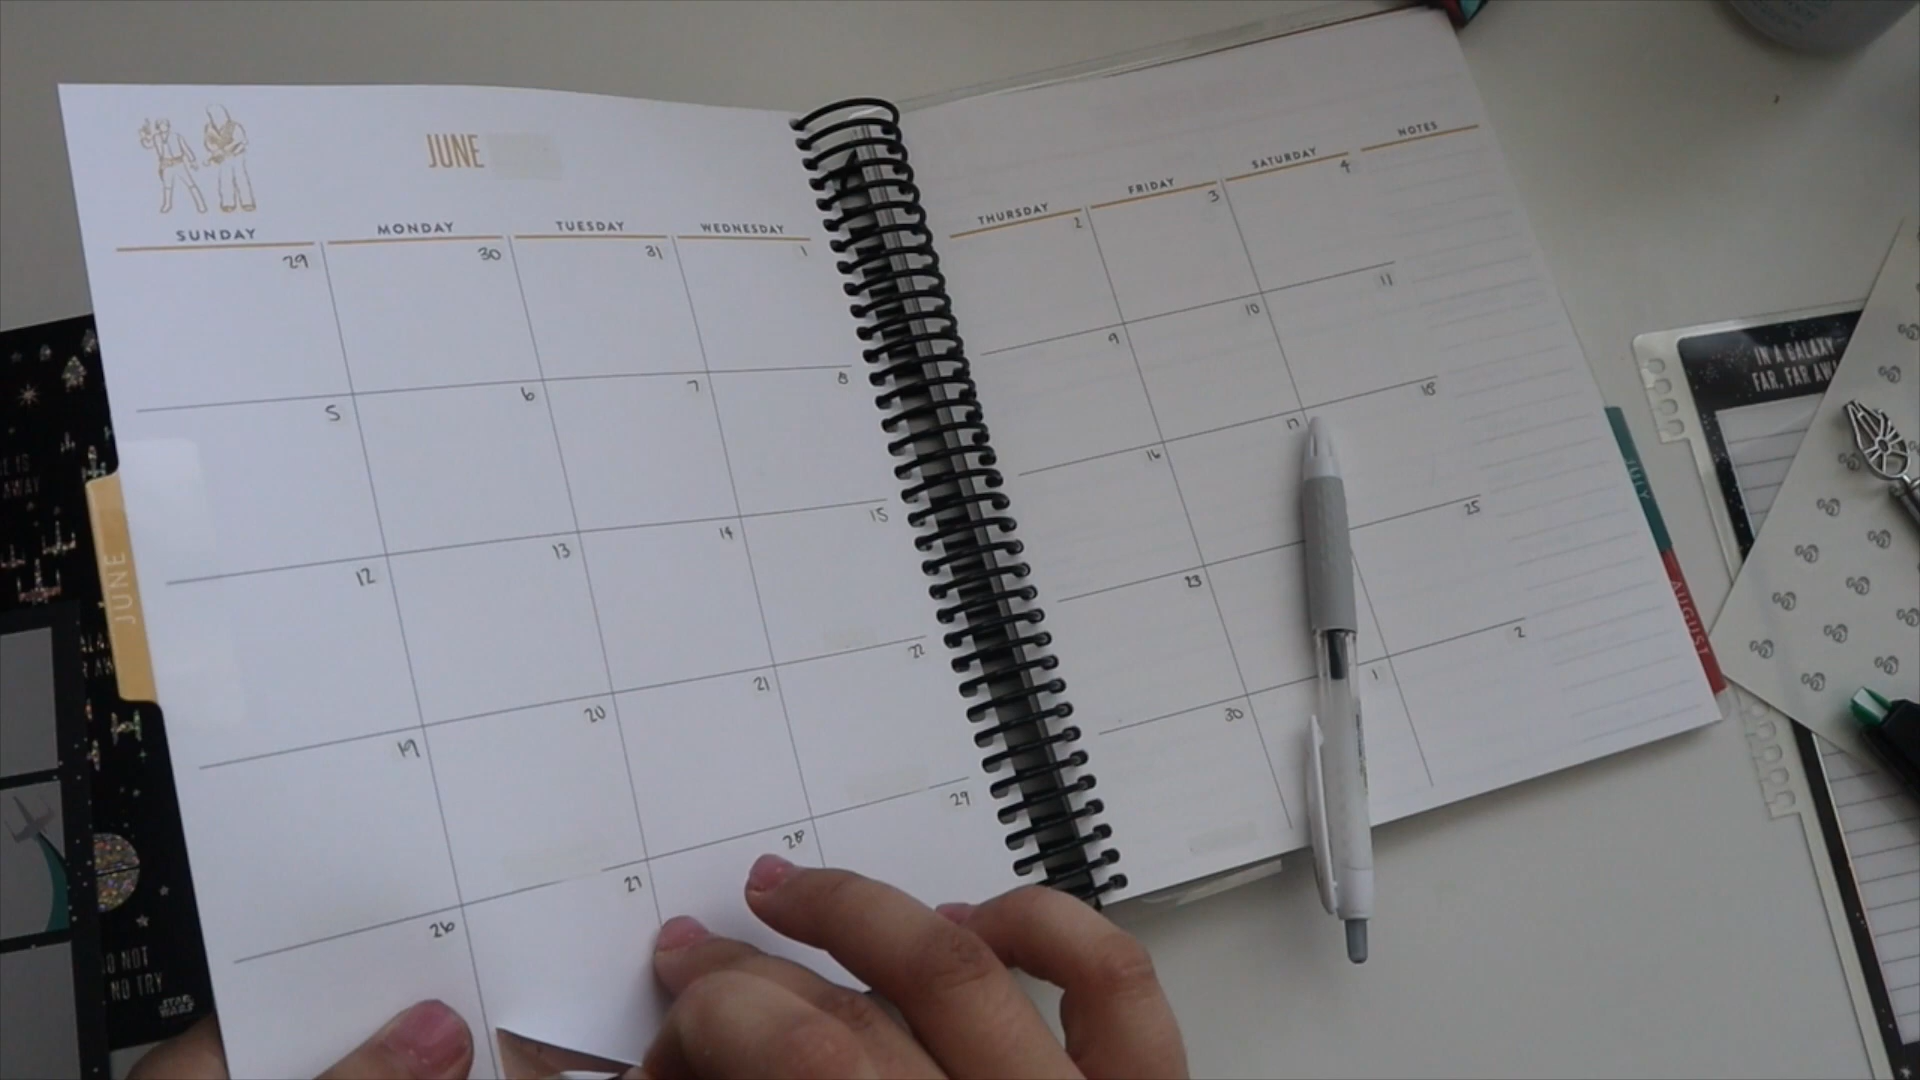 JUNE
SUNDAY MONDAY TUESDAY WEDNESDAY THURSDAY FRIDAY SATURDAY NOTES
29 30 31 1 2 3 4
5 6 7 8 9 10 11
12 13 14 15 16 17 18
19 20 21 22 23 25
26 27 28 29 30 1 2
JUNE
JULY
AUGUST
IN A GALAXY
FAR, FAR
AWAY
NOT
NO TRY
STAR
WARS